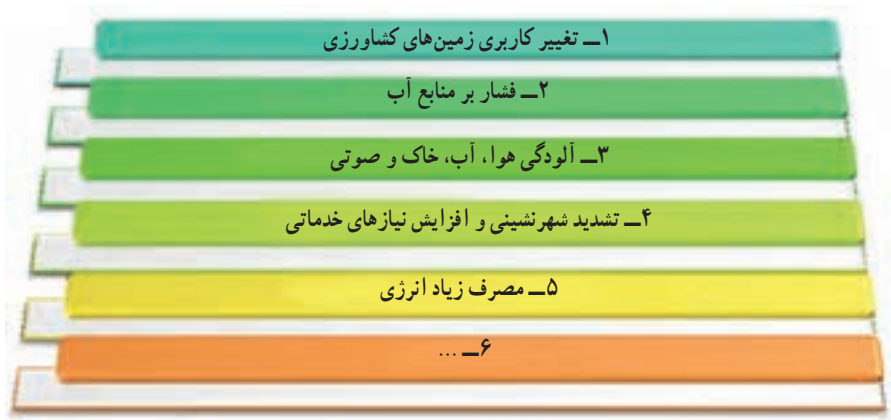 ۱ــ تغییر کاربری زمین‌های کشاورزی
۲ــ فشار بر منابع آب
۳ــ آلودگی هوا، آب، خاک و صوتی
۴ــ تشدید شهرنشینی و افزایش نیازهای خدماتی
۵ــ مصرف زیاد انرژی
۶ــ ...